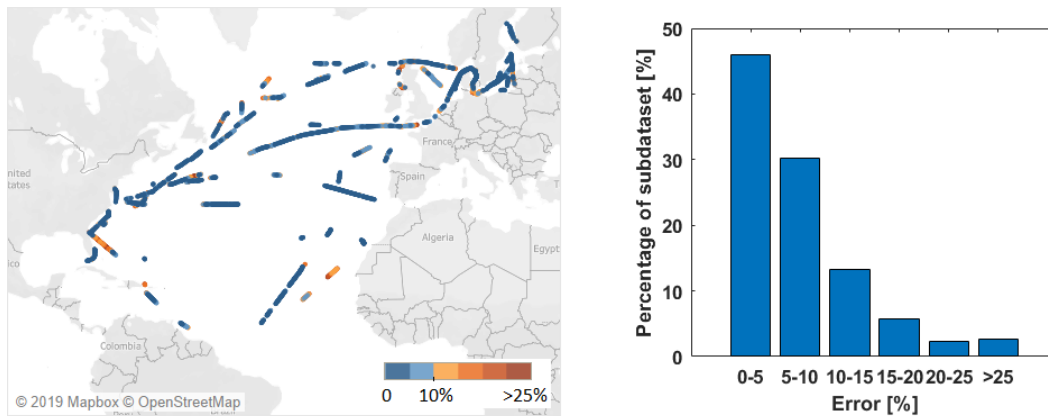 United
States
France
Spain
Algeria
Egypt
Colombia
0
10%
>25%
© 2019 Mapbox © OpenStreetMap
50
40
30
20
10
0
Percentage of subdataset [%]
0-5 5-10 10-15 15-20 20-25 >25
Error [%]